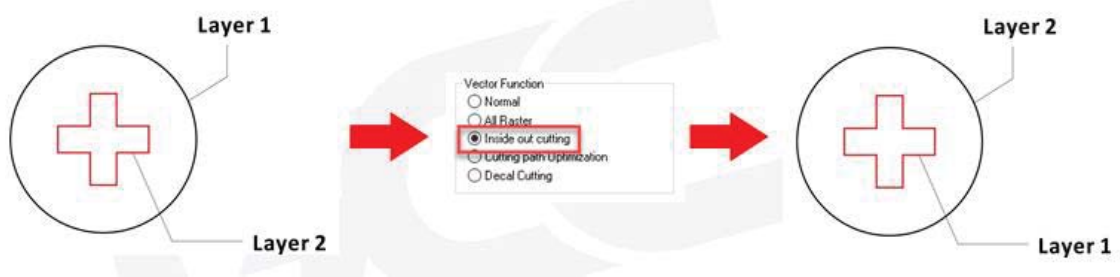 Layer 1
Layer 2
Vector Function
Normal
All Raster
Inside out cutting
Cutting path Optimization
Decal Cutting
Layer 2
Layer 1